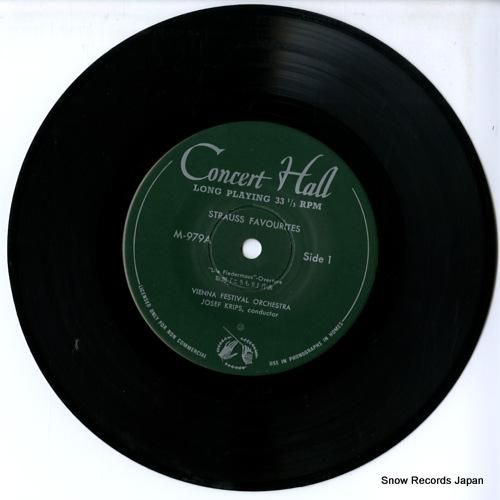 Concert Hall
LONG PLAYING 33 1/3 RPM
STRAUSS FAVOURITES
M-979A
Side 1
"Die Fledermaus"-Overture
VIENNA FESTIVAL ORCHESTRA
JOSEF KRIPS, conductor
LICENSED ONLY FOR NON COMMERCIAL
USE IN PHONOGRAPHS IN HOMES
Snow Records Japan